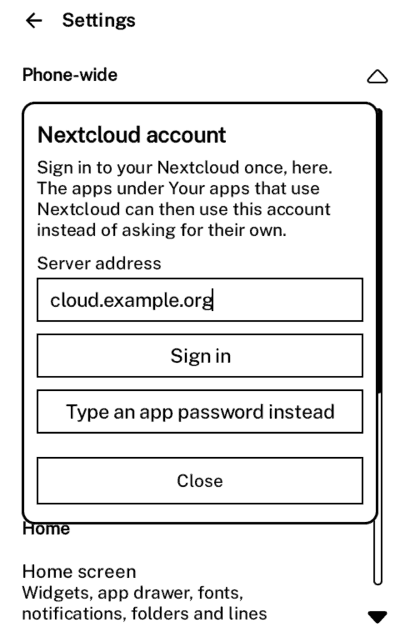 Settings
Phone-wide
Nextcloud account
Sign in to your Nextcloud once, here.
The apps under Your apps that use
Nextcloud can then use this account
instead of asking for their own.
Server address
cloud.example.org
Sign in
Type an app password instead
Close
Home
Home screen
Widgets, app drawer, fonts,
notifications, folders and lines